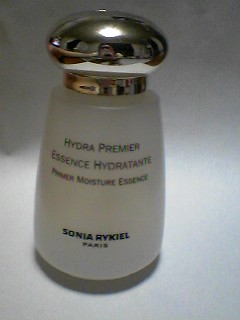 HYDRA PREMIER
ESSENCE HYDRATANTE
PRIMER MOISTURE ESSENCE
SONIA RYKIEL
PARIS